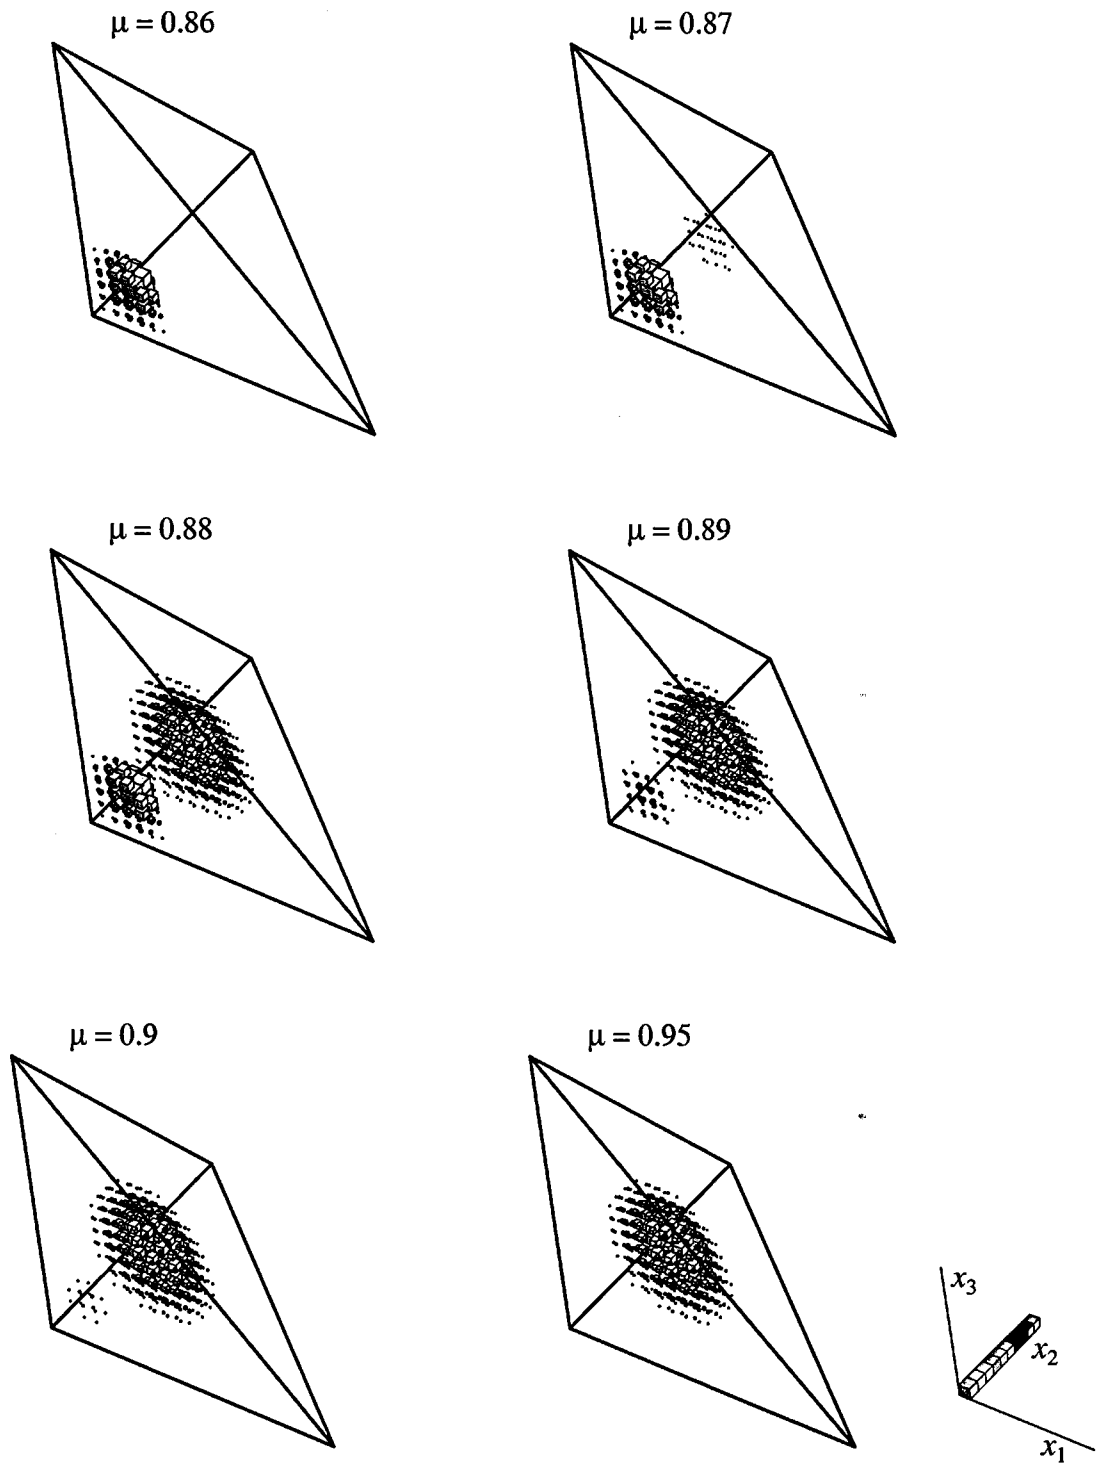 μ = 0.86
μ = 0.87
μ = 0.88
μ = 0.89
μ = 0.9
μ = 0.95
x₃
x₂
x₁